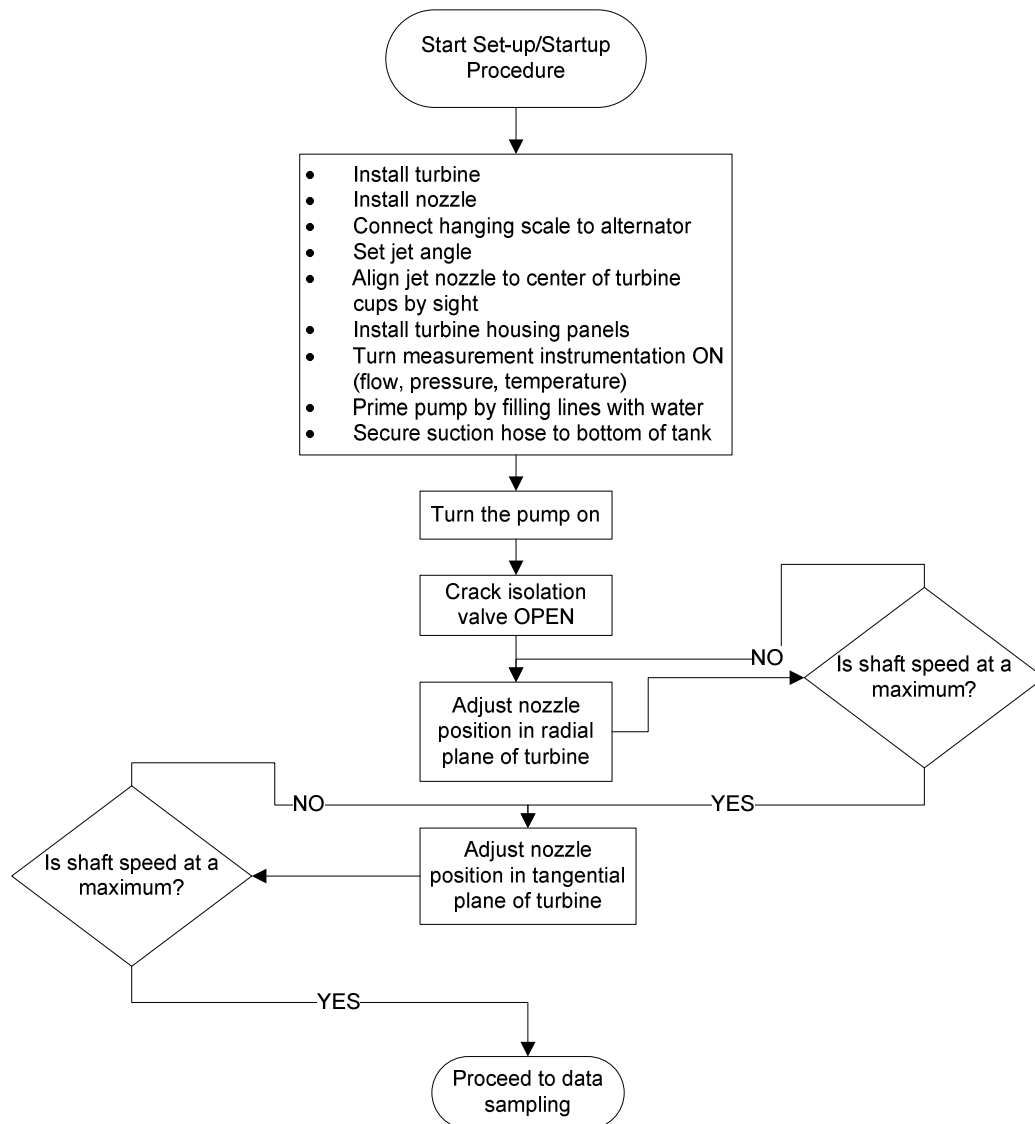 Start Set-up/Startup
Procedure
• Install turbine
• Install nozzle
• Connect hanging scale to alternator
• Set jet angle
• Align jet nozzle to center of turbine
cups by sight
• Install turbine housing panels
• Turn measurement instrumentation ON
(flow, pressure, temperature)
• Prime pump by filling lines with water
• Secure suction hose to bottom of tank
Turn the pump on
Crack isolation
valve OPEN
NO
Is shaft speed at a
maximum?
Adjust nozzle
position in radial
plane of turbine
NO
YES
Is shaft speed at a
maximum?
Adjust nozzle
position in tangential
plane of turbine
YES
Proceed to data
sampling